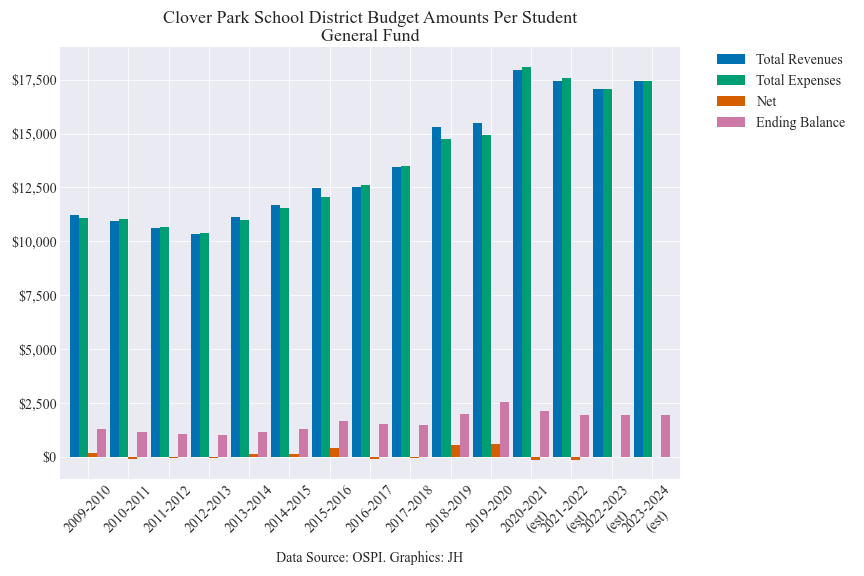 Clover Park School District Budget Amounts Per Student
General Fund
Total Revenues
Total Expenses
Net
Ending Balance
$17,500
$15,000
$12,500
$10,000
$7,500
$5,000
$2,500
$0
2009-2010
2010-2011
2011-2012
2012-2013
2013-2014
2014-2015
2015-2016
2016-2017
2017-2018
2018-2019
2019-2020
2020-2021
(est)
2021-2022
(est)
2022-2023
(est)
2023-2024
(est)
Data Source: OSPI. Graphics: JH